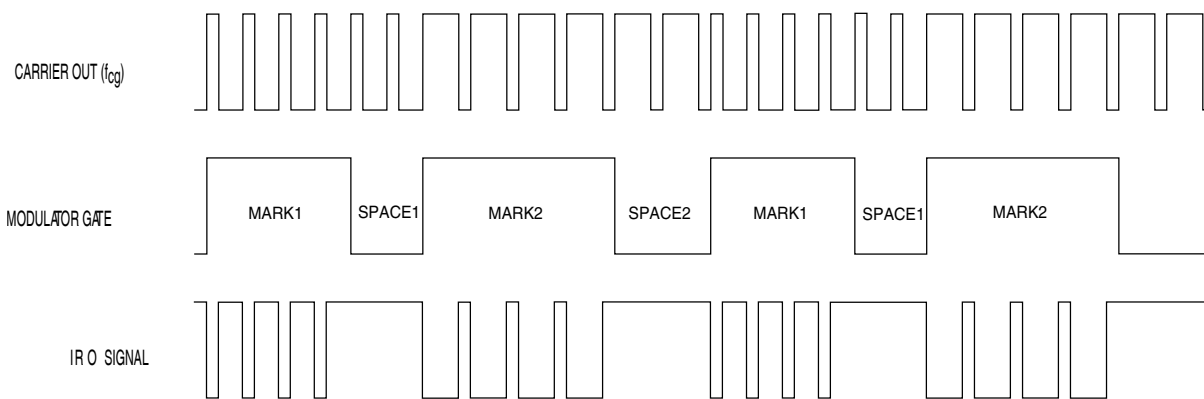 CARRIER OUT (fcg)
MODULATOR GATE
MARK1 SPACE1 MARK2 SPACE2 MARK1 SPACE1 MARK2
IR O SIGNAL